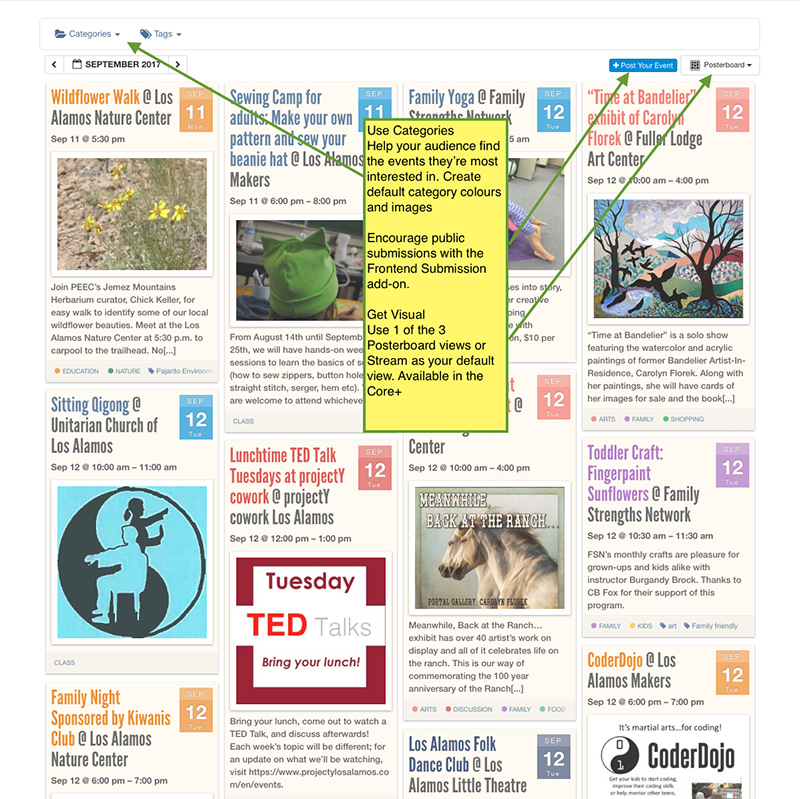 Categories
Tags
SEPTEMBER 2017
+ Post Your Event
Posterboard
Wildflower Walk @ Los
Alamos Nature Center
SEP
11
Mon
Sep 11 @ 5:30 pm
Join PEEC's Jemez Mountains
Herbarium curator, Chick Keller, for
easy walk to identify some of our local
wildflower beauties. Meet at the Los
Alamos Nature Center at 5:30 p.m. to
carpool to the trailhead. No[...]
EDUCATION
NATURE
Pajarito Environm
Sitting Qigong @
Unitarian Church of
Los Alamos
SEP
12
Tue
Sep 12 @ 10:00 am – 11:00 am
CLASS
Family Night
Sponsored by Kiwanis
Club @ Los Alamos
Nature Center
SEP
12
Tue
Sep 12 @ 6:00 pm – 7:00 pm
Sewing Camp for
adults: Make your own
pattern and sew your
beanie hat @ Los Alamos
Makers
SEP
11
Sep 11 @ 6:00 pm – 8:00 pm
From August 14th until Septemb
25th, we will have hands-on wee
sessions to learn the basics of s
(how to sew zippers, button hole
straight stitch, serger, hem etc).
are welcome to attend whicheve
CLASS
Lunchtime TED Talk
Tuesdays at projectY
cowork @ projectY
cowork Los Alamos
SEP
12
Tue
Sep 12 @ 12:00 pm – 1:00 pm
Tuesday
TED Talks
Bring your lunch!
Bring your lunch, come out to watch a
TED Talk, and discuss afterwards!
Each week's topic will be different; for
an update on what we'll be watching,
visit https://www.projectylosalamos.co
m/en/events.
Use Categories
Help your audience find
the events they're most
interested in. Create
default category colours
and images
Encourage public
submissions with the
Frontend Submission
add-on.
Get Visual
Use 1 of the 3
Posterboard views or
Stream as your default
view. Available in the
Core+
Family Yoga @ Family
Strengths Network
SEP
12
Tue
5 am
ses into story,
er creative
with
n, $10 per
t @
Center
SEP
12
Tue
Sep 12 @ 10:00 am – 4:00 pm
MEANWHILE,
BACK AT THE RANCH...
PORTAL GALLERY: CAROLYN FLOREK
Meanwhile, Back at the Ranch…
exhibit has over 40 artist's work on
display and all of it celebrates life on
the ranch. This is our way of
commemorating the 100 year
anniversary of the Ranch[...]
ARTS
DISCUSSION
FAMILY
FOOD
Los Alamos Folk
Dance Club @ Los
Alamos Little Theatre
SEP
12
Tue
"Time at Bandelier"
exhibit of Carolyn
Florek @ Fuller Lodge
Art Center
SEP
12
Tue
Sep 12 @ 10:00 am – 4:00 pm
"Time at Bandelier" is a solo show
featuring the watercolor and acrylic
paintings of former Bandelier Artist-In-
Residence, Carolyn Florek. Along with
her paintings, she will have cards of
her images for sale and the book[...]
ARTS
FAMILY
SHOPPING
Toddler Craft:
Fingerpaint
Sunflowers @ Family
Strengths Network
SEP
12
Tue
Sep 12 @ 10:30 am – 11:30 am
FSN's monthly crafts are pleasure for
grown-ups and kids alike with
instructor Burgandy Brock. Thanks to
CB Fox for their support of this
program.
FAMILY
KIDS
art
Family friendly
CoderDojo @ Los
Alamos Makers
SEP
12
Tue
Sep 12 @ 6:00 pm – 7:00 pm
It's martial arts...for coding!
CoderDojo
Get your kids to start coding,
improve their coding skills
or help mentor other teens.